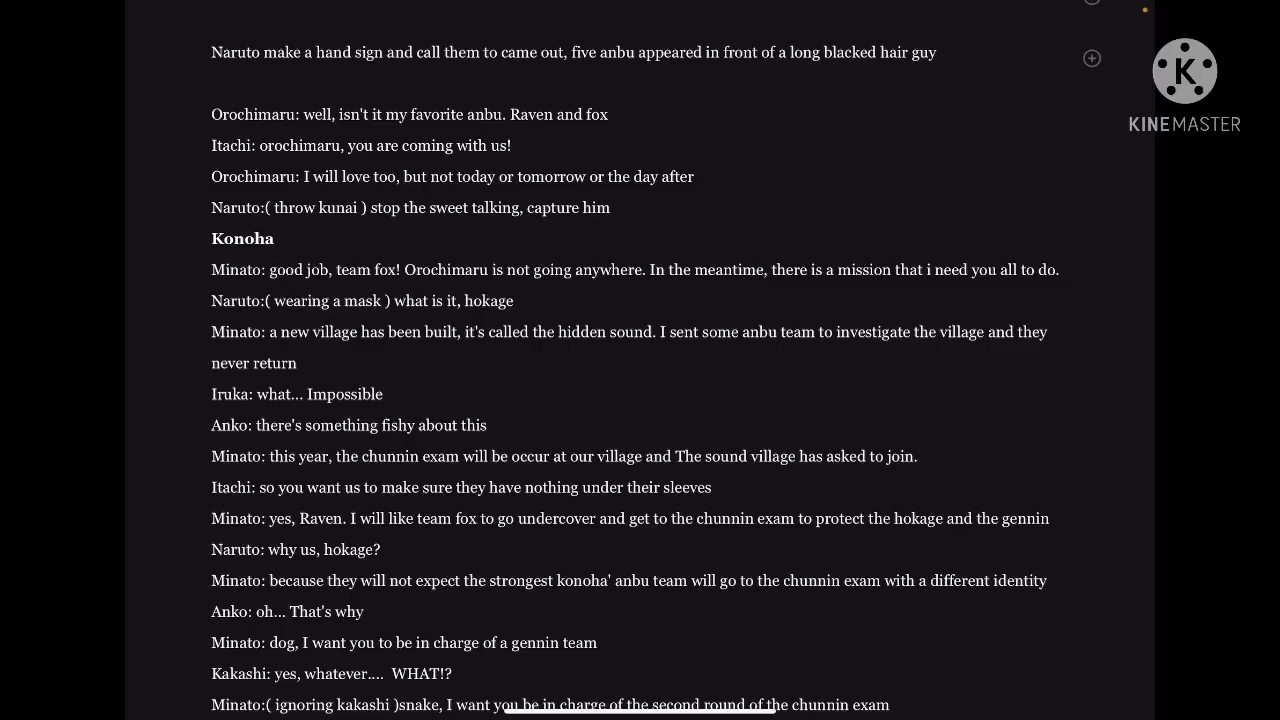 Naruto make a hand sign and call them to came out, five anbu appeared in front of a long blacked hair guy
K
KINEMASTER
Orochimaru: well, isn't it my favorite anbu. Raven and fox
Itachi: orochimaru, you are coming with us!
Orochimaru: I will love too, but not today or tomorrow or the day after
Naruto:( throw kunai ) stop the sweet talking, capture him
Konoha
Minato: good job, team fox! Orochimaru is not going anywhere. In the meantime, there is a mission that i need you all to do.
Naruto:( wearing a mask ) what is it, hokage
Minato: a new village has been built, it's called the hidden sound. I sent some anbu team to investigate the village and they
never return
Iruka: what... Impossible
Anko: there's something fishy about this
Minato: this year, the chunnin exam will be occur at our village and The sound village has asked to join.
Itachi: so you want us to make sure they have nothing under their sleeves
Minato: yes, Raven. I will like team fox to go undercover and get to the chunnin exam to protect the hokage and the gennin
Naruto: why us, hokage?
Minato: because they will not expect the strongest konoha' anbu team will go to the chunnin exam with a different identity
Anko: oh... That's why
Minato: dog, I want you to be in charge of a gennin team
Kakashi: yes, whatever.... WHAT!?
Minato:( ignoring kakashi )snake, I want you be in charge of the second round of the chunnin exam